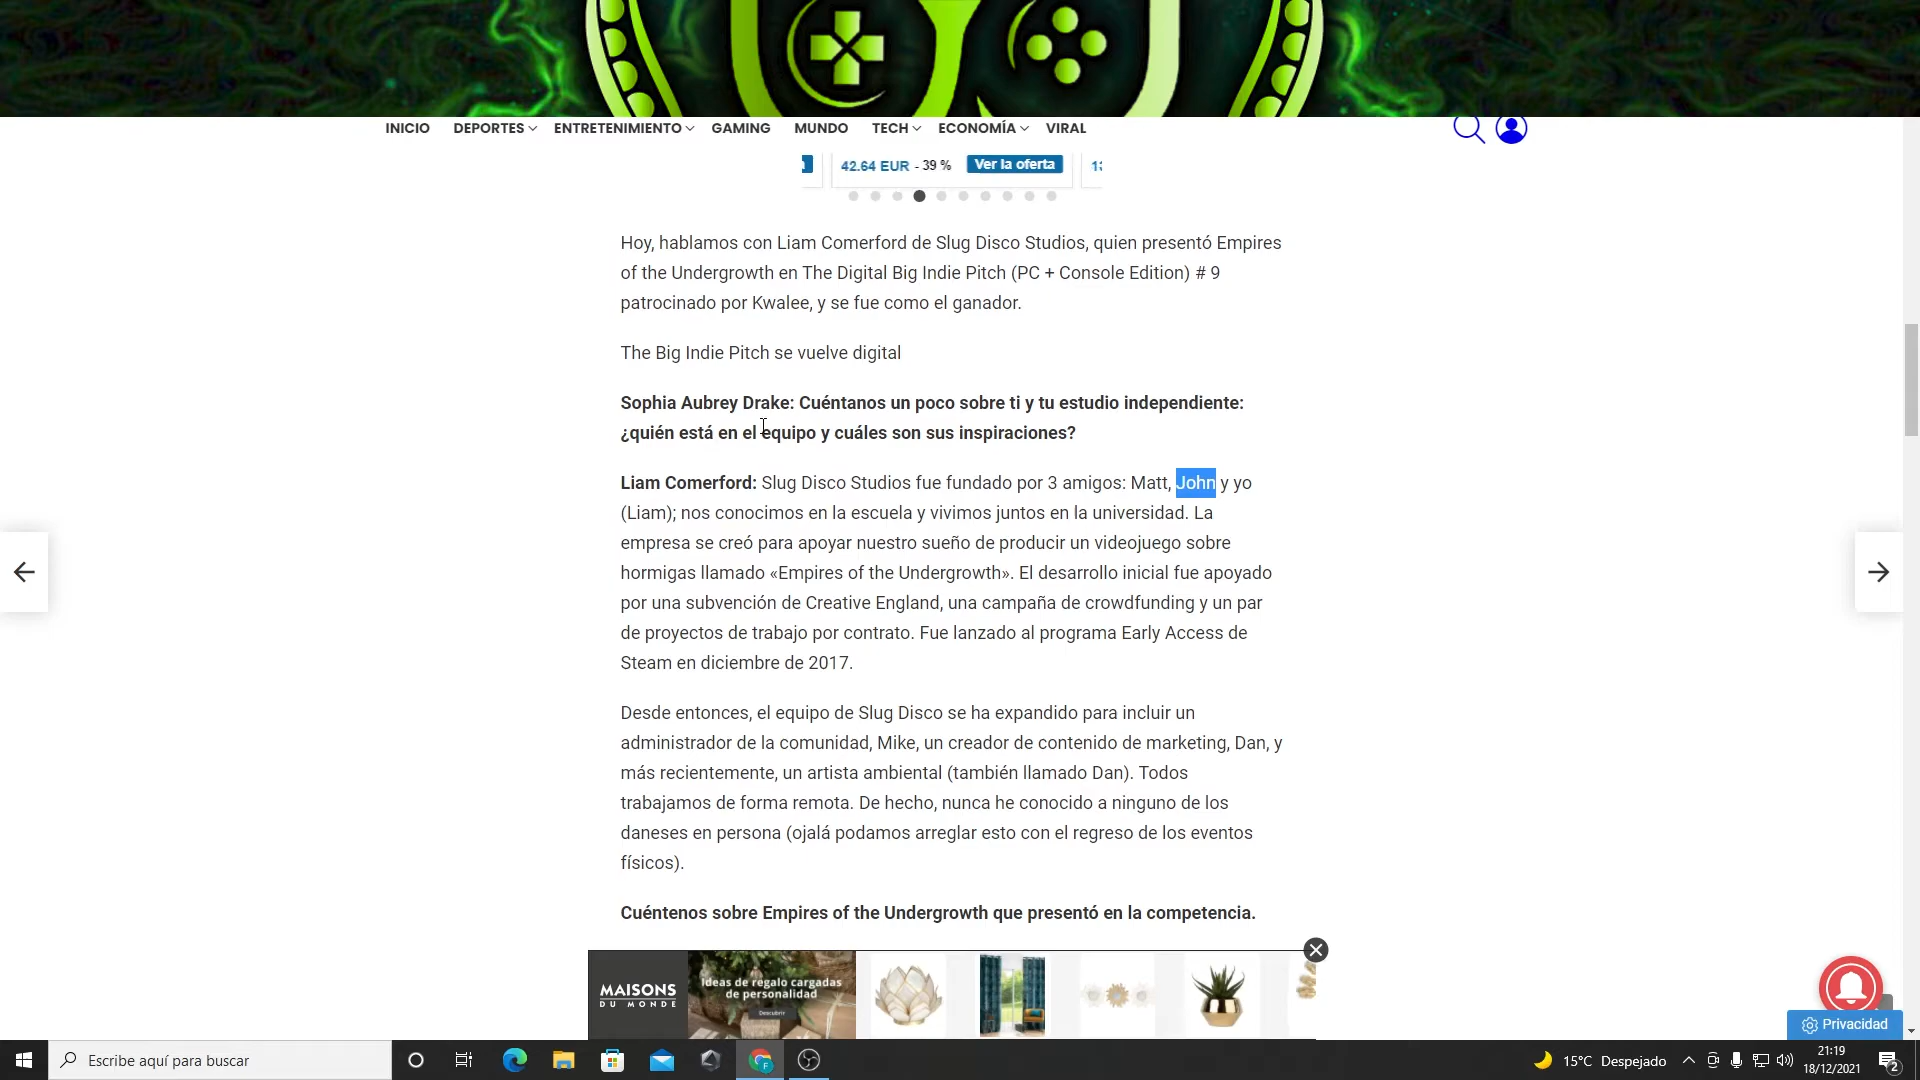 INICIO DEPORTES ENTRETENIMIENTO GAMING MUNDO TECH ECONOMÍA VIRAL
42.64 EUR - 39 % Ver la oferta
Hoy, hablamos con Liam Comerford de Slug Disco Studios, quien presentó Empires
of the Undergrowth en The Digital Big Indie Pitch (PC + Console Edition) # 9
patrocinado por Kwalee, y se fue como el ganador.
The Big Indie Pitch se vuelve digital
Sophia Aubrey Drake: Cuéntanos un poco sobre ti y tu estudio independiente:
¿quién está en el equipo y cuáles son sus inspiraciones?
Liam Comerford: Slug Disco Studios fue fundado por 3 amigos: Matt, John y yo
(Liam); nos conocimos en la escuela y vivimos juntos en la universidad. La
empresa se creó para apoyar nuestro sueño de producir un videojuego sobre
hormigas llamado «Empires of the Undergrowth». El desarrollo inicial fue apoyado
por una subvención de Creative England, una campaña de crowdfunding y un par
de proyectos de trabajo por contrato. Fue lanzado al programa Early Access de
Steam en diciembre de 2017.
Desde entonces, el equipo de Slug Disco se ha expandido para incluir un
administrador de la comunidad, Mike, un creador de contenido de marketing, Dan, y
más recientemente, un artista ambiental (también llamado Dan). Todos
trabajamos de forma remota. De hecho, nunca he conocido a ninguno de los
daneses en persona (ojalá podamos arreglar esto con el regreso de los eventos
físicos).
Cuéntenos sobre Empires of the Undergrowth que presentó en la competencia.
MAISONS
DU MONDE
Ideas de regalo cargadas
de personalidad
Descubrir
Privacidad
Escribe aquí para buscar
15°C Despejado
21:19
18/12/2021
2